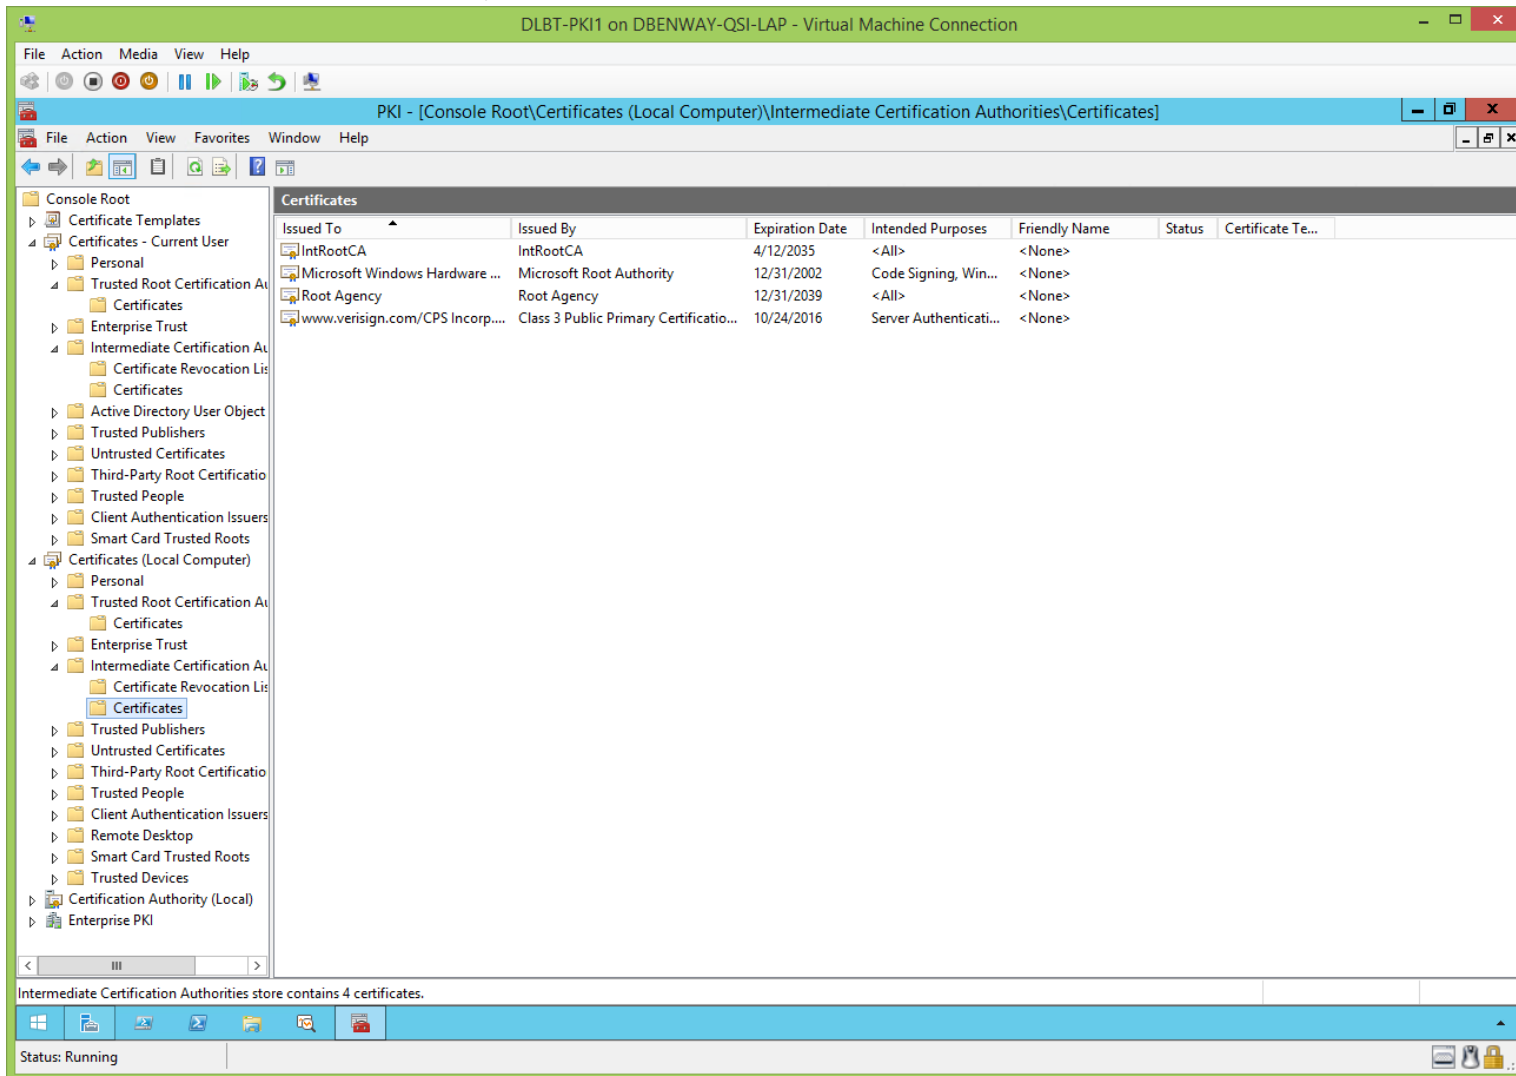 DLBT-PKI1 on DBENWAY-QSI-LAP - Virtual Machine Connection
File Action Media View Help
PKI - [Console Root\Certificates (Local Computer)\Intermediate Certification Authorities\Certificates]
File Action View Favorites Window Help
Console Root
Certificate Templates
Certificates - Current User
Personal
Trusted Root Certification Au
Certificates
Enterprise Trust
Intermediate Certification Au
Certificate Revocation Lis
Certificates
Active Directory User Object
Trusted Publishers
Untrusted Certificates
Third-Party Root Certificatio
Trusted People
Client Authentication Issuers
Smart Card Trusted Roots
Certificates (Local Computer)
Personal
Trusted Root Certification Au
Certificates
Enterprise Trust
Intermediate Certification Au
Certificate Revocation Lis
Certificates
Trusted Publishers
Untrusted Certificates
Third-Party Root Certificatio
Trusted People
Client Authentication Issuers
Remote Desktop
Smart Card Trusted Roots
Trusted Devices
Certification Authority (Local)
Enterprise PKI
Certificates
Issued To Issued By Expiration Date Intended Purposes Friendly Name Status Certificate Te...
IntRootCA IntRootCA 4/12/2035 <All> <None>
Microsoft Windows Hardware ... Microsoft Root Authority 12/31/2002 Code Signing, Win... <None>
Root Agency Root Agency 12/31/2039 <All> <None>
www.verisign.com/CPS Incorp.... Class 3 Public Primary Certificatio... 10/24/2016 Server Authenticati... <None>
Intermediate Certification Authorities store contains 4 certificates.
Status: Running